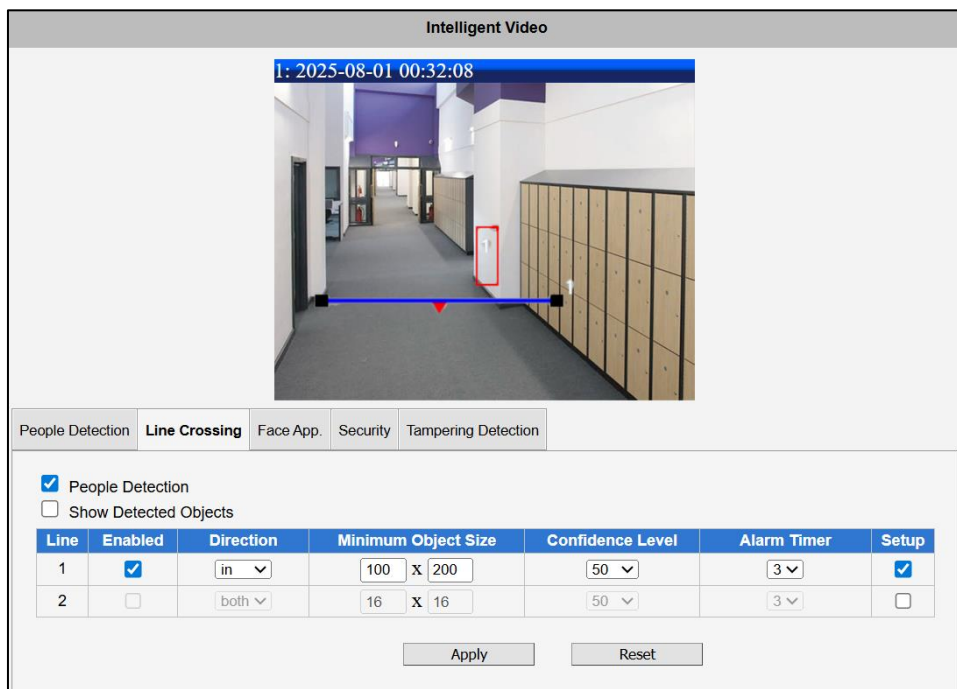 Intelligent Video
1: 2025-08-01 00:32:08
People Detection Line Crossing Face App. Security Tampering Detection
People Detection
Show Detected Objects
Line Enabled Direction Minimum Object Size Confidence Level Alarm Timer Setup
1 in 100 X 200 50 3
2 both 16 X 16 50 3
Apply Reset